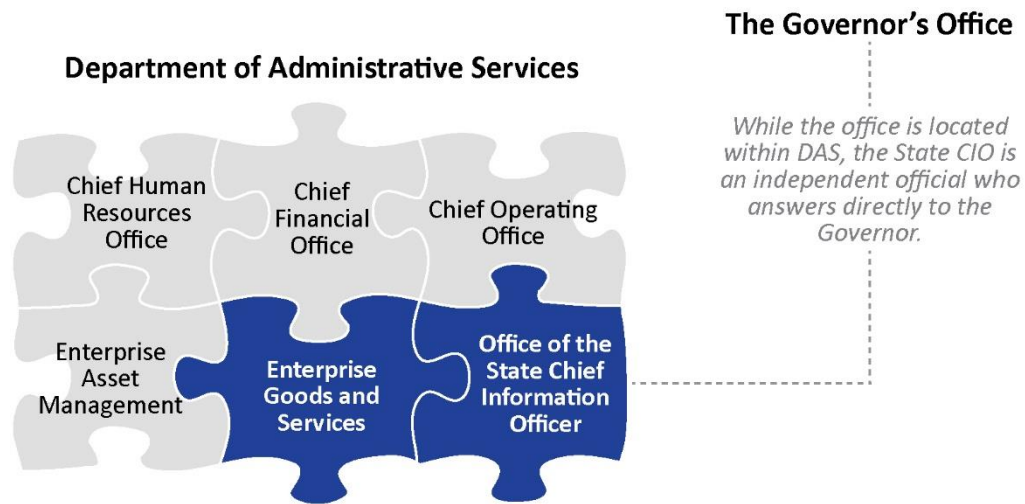 The Governor’s Office
Department of Administrative Services
While the office is located
within DAS, the State CIO is
an independent official who
answers directly to the
Governor.
Chief Human
Resources
Office
Chief
Financial
Office
Chief Operating
Office
Enterprise
Asset
Management
Enterprise
Goods and
Services
Office of the
State Chief
Information
Officer